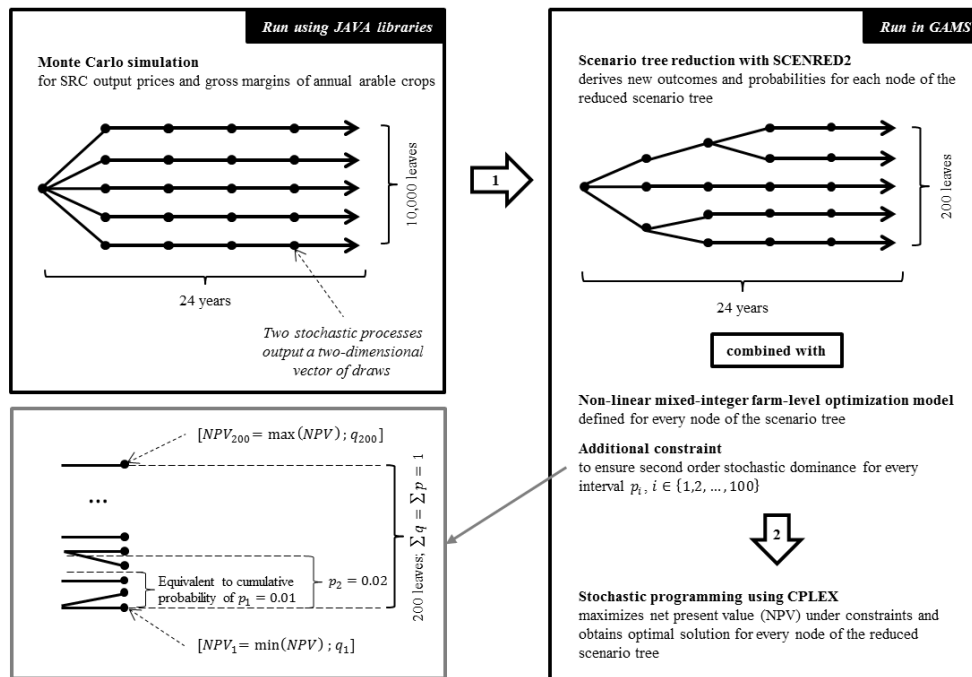 Run using JAVA libraries
Monte Carlo simulation
for SRC output prices and gross margins of annual arable crops
10,000 leaves
24 years
Two stochastic processes
output a two-dimensional
vector of draws
1
Run in GAMS
Scenario tree reduction with SCENRED2
derives new outcomes and probabilities for each node of the
reduced scenario tree
200 leaves
24 years
combined with
Non-linear mixed-integer farm-level optimization model
defined for every node of the scenario tree
Additional constraint
to ensure second order stochastic dominance for every
interval p_i, i ∈ {1,2, …, 100}
2
Stochastic programming using CPLEX
maximizes net present value (NPV) under constraints and
obtains optimal solution for every node of the reduced
scenario tree
[NPV_200 = max(NPV); q_200]
...
Equivalent to cumulative
probability of p_1 = 0.01
p_2 = 0.02
200 leaves; ∑q = ∑p = 1
[NPV_1 = min(NPV); q_1]